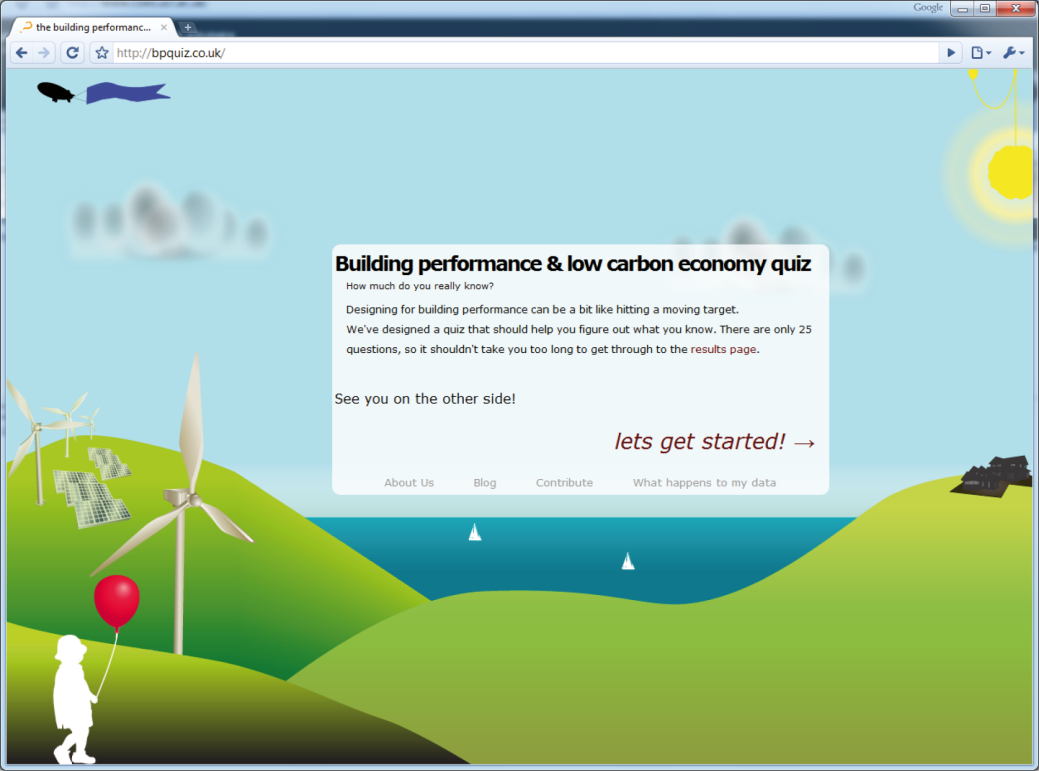 Google
the building performanc...
http://bpquiz.co.uk/
Building performance & low carbon economy quiz
How much do you really know?
Designing for building performance can be a bit like hitting a moving target.
We've designed a quiz that should help you figure out what you know. There are only 25
questions, so it shouldn't take you too long to get through to the results page.
See you on the other side!
lets get started! →
About Us Blog Contribute What happens to my data